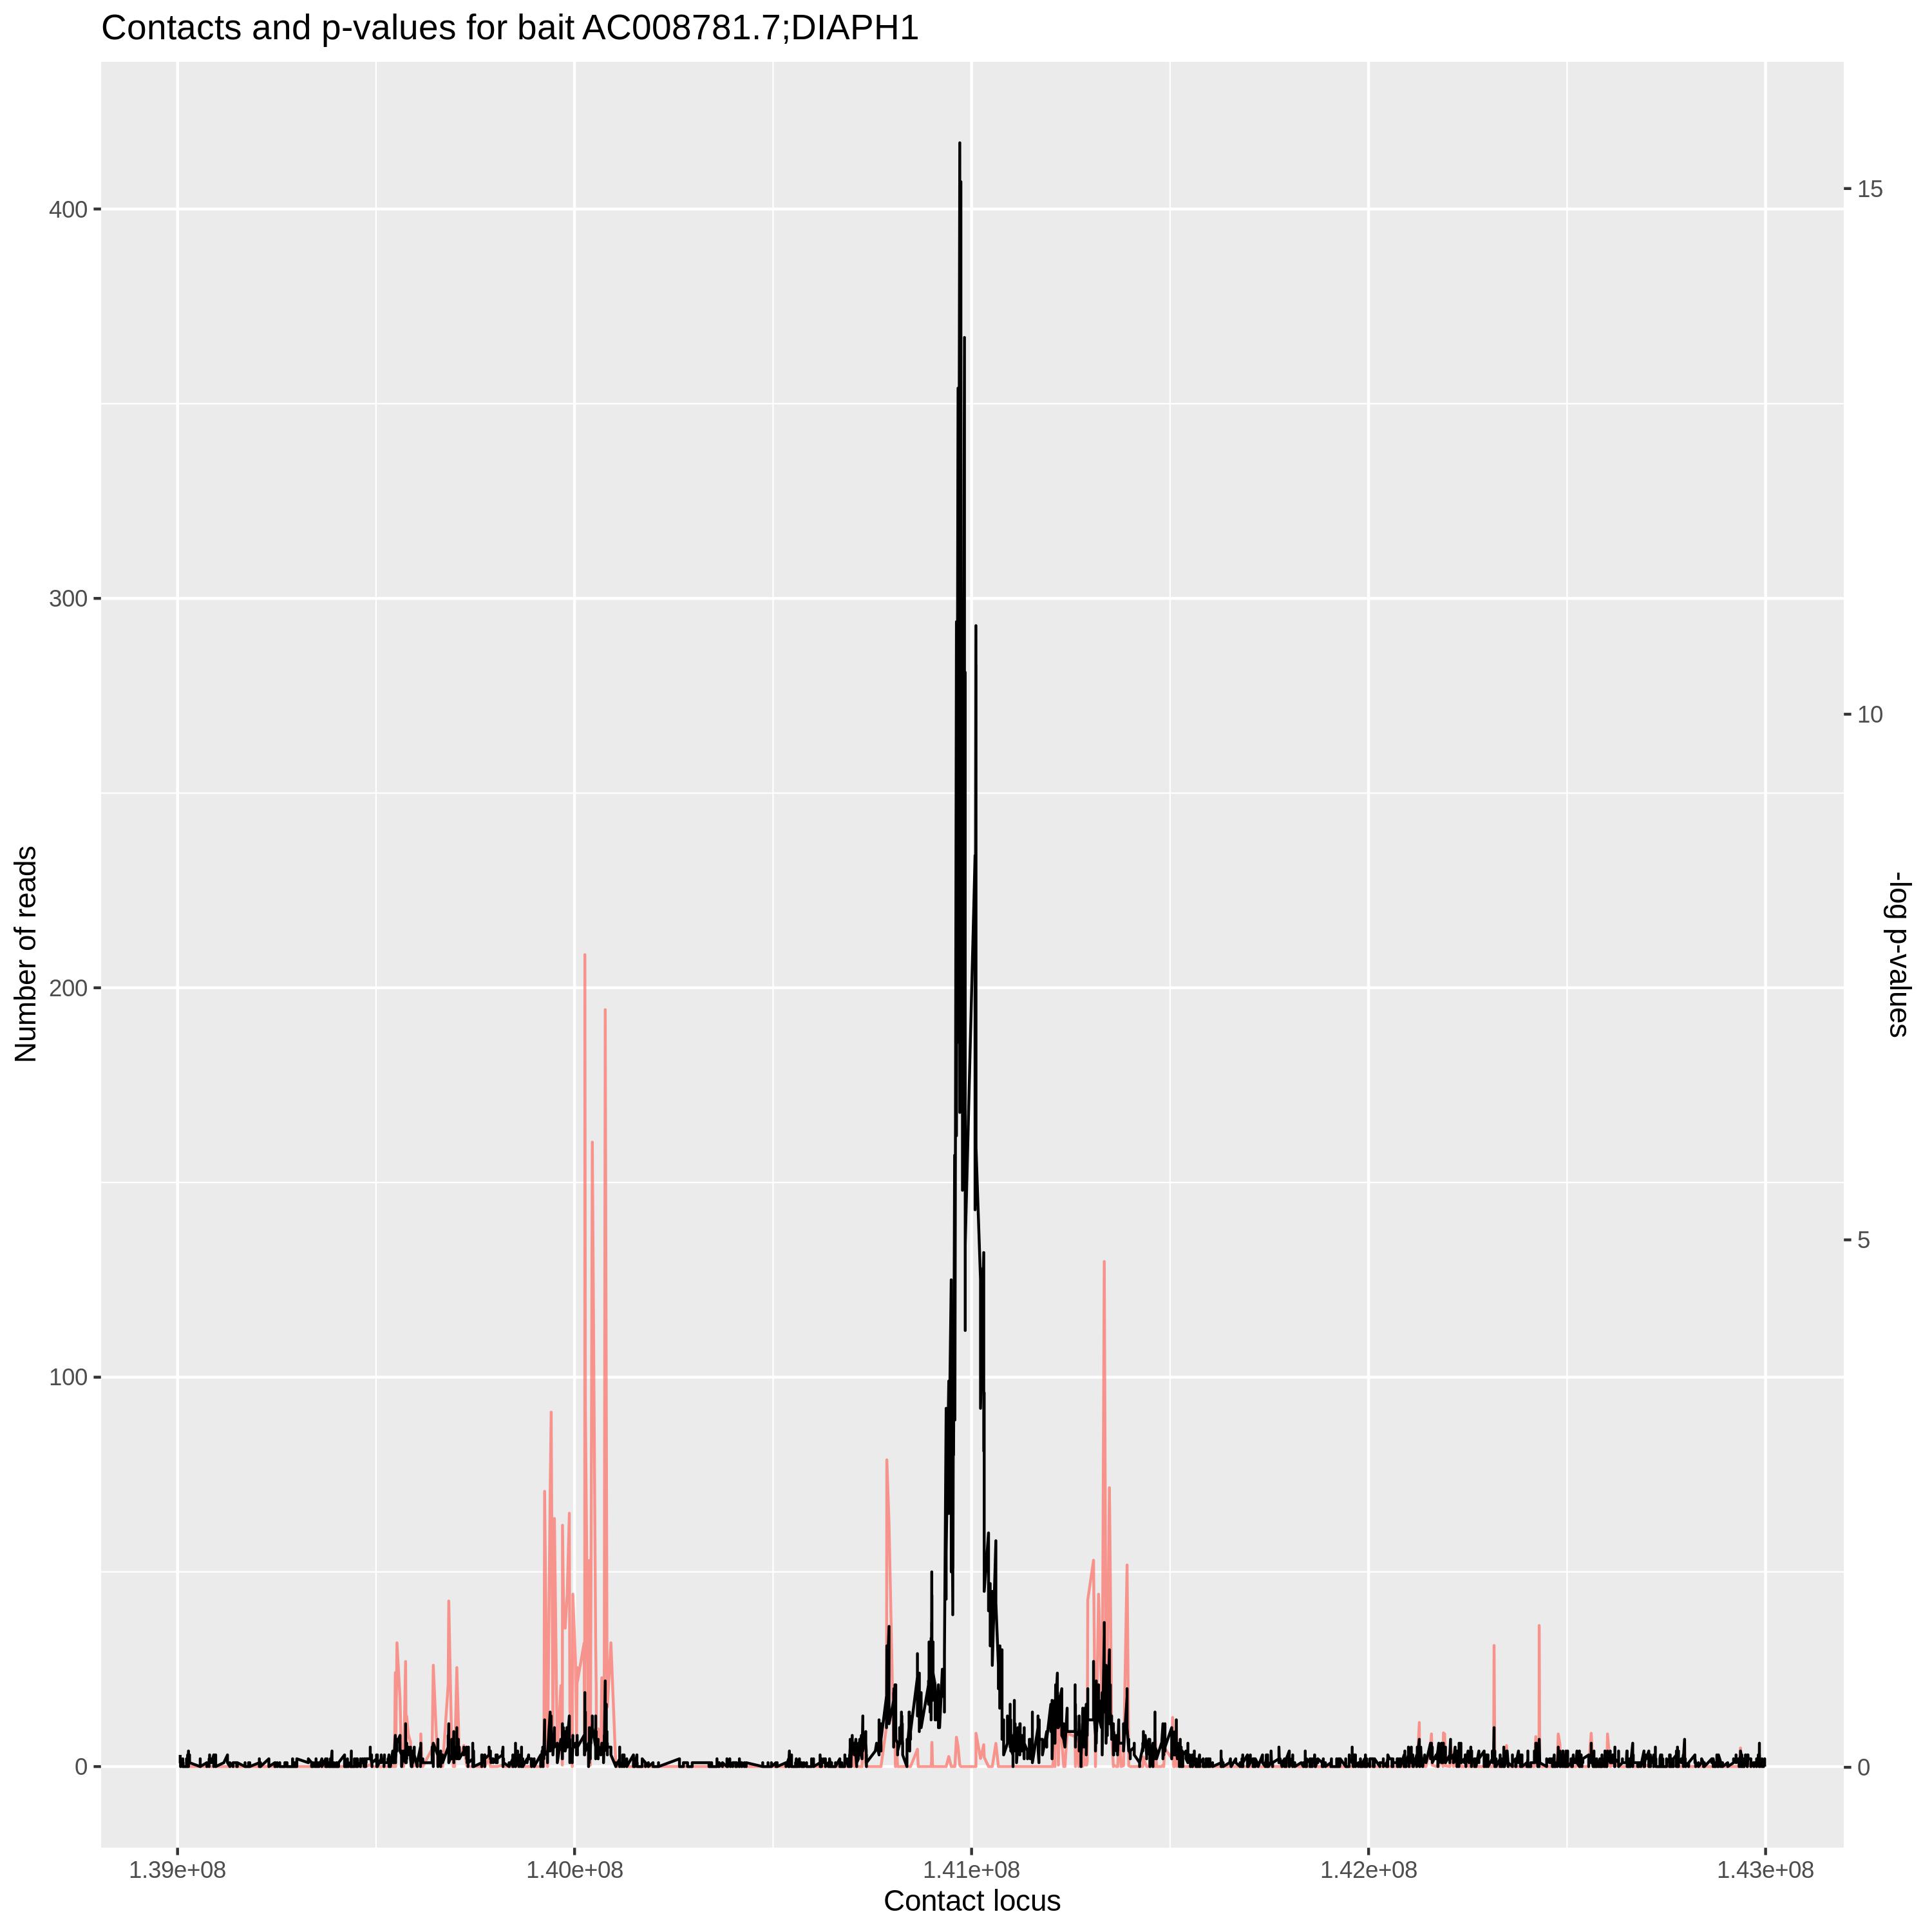 Contacts and p-values for bait AC008781.7;DIAPH1
400
300
200
100
0
Number of reads
15
10
5
0
-log p-values
1.39e+08
1.40e+08
1.41e+08
1.42e+08
1.43e+08
Contact locus